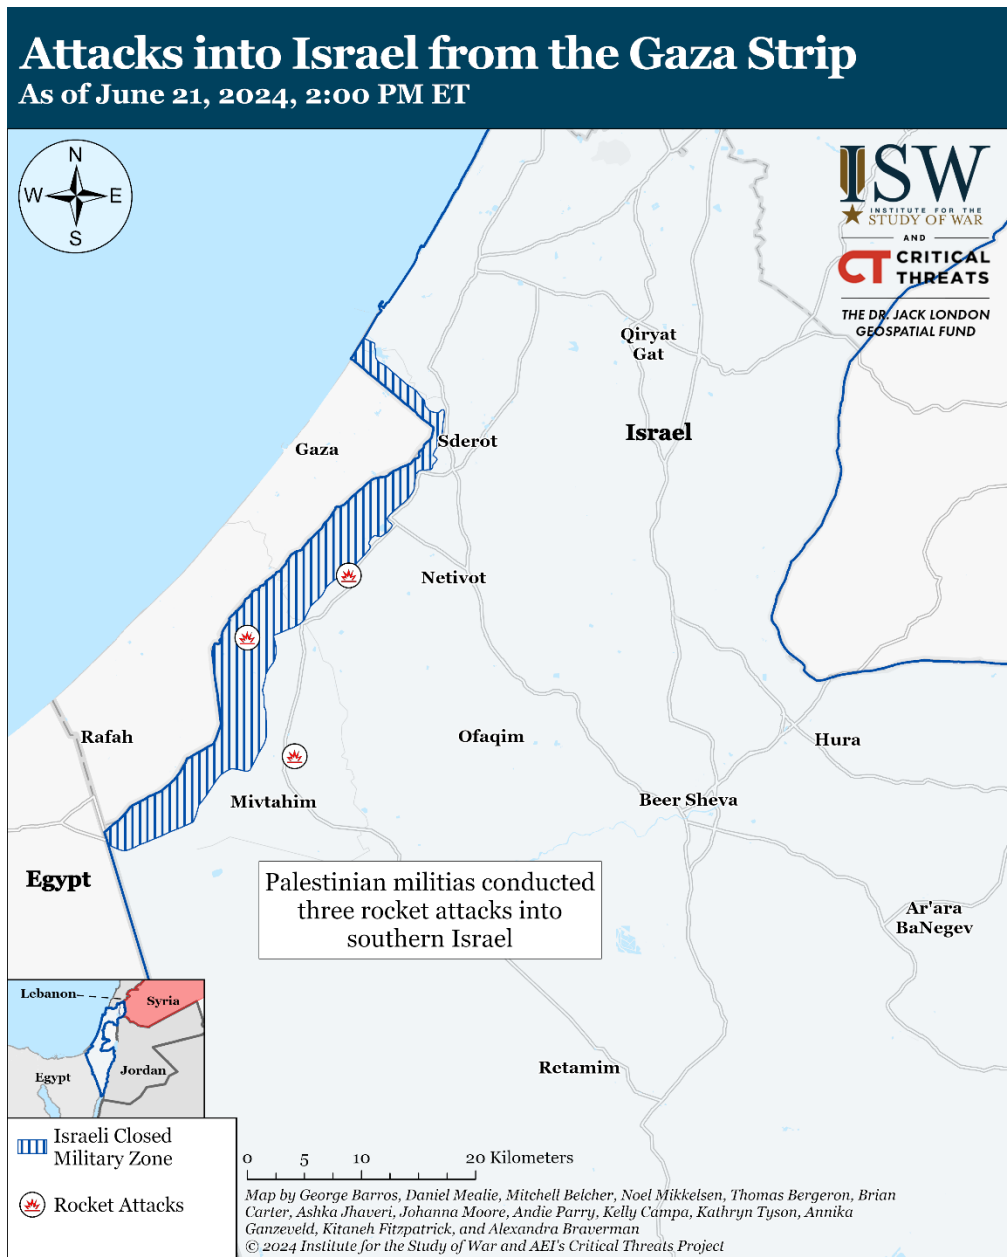 Attacks into Israel from the Gaza Strip
As of June 21, 2024, 2:00 PM ET
N
W
E
S
ISW
INSTITUTE FOR THE
STUDY OF WAR
AND
CT CRITICAL
THREATS
THE DR. JACK LONDON
GEOSPATIAL FUND
Qiryat
Gat
Israel
Sderot
Gaza
Netivot
Rafah
Ofaqim
Hura
Mivtahim
Beer Sheva
Egypt
Palestinian militias conducted
three rocket attacks into
southern Israel
Ar'ara
BaNegev
Retamim
Lebanon
Syria
Egypt
Jordan
Israeli Closed
Military Zone
Rocket Attacks
0 5 10 20 Kilometers
Map by George Barros, Daniel Mealie, Mitchell Belcher, Noel Mikkelsen, Thomas Bergeron, Brian
Carter, Ashka Jhaveri, Johanna Moore, Andie Parry, Kelly Campa, Kathryn Tyson, Annika
Ganzeveld, Kitaneh Fitzpatrick, and Alexandra Braverman
© 2024 Institute for the Study of War and AEI's Critical Threats Project